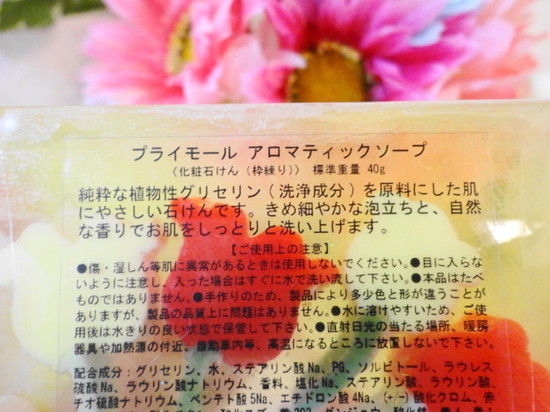 プライモール アロマティックソープ
《化粧石けん（枠練り）》 標準重量 40g
純粋な植物性グリセリン（洗浄成分）を原料にした肌
にやさしい石けんです。きめ細やかな泡立ちと、自然
な香りでお肌をしっとりと洗い上げます。
【ご使用上の注意】
●傷・湿しん等肌に異常があるときは使用しないでください。●目に入らな
いように注意し、入った場合はすぐに水で洗い流して下さい。●本品はたべ
ものではありません。●手作りのため、製品により多少色と形が違うことが
ありますが、製品の品質上に問題はありません。●水に溶けやすいため、ご使
用後は水きりの良い状態で保管して下さい。●直射日光の当たる場所、暖房
器具や加熱源の付近、自動車内等、高温になるところに放置しないで下さい。
配合成分：グリセリン、水、ステアリン酸Na、PG、ソルビトール、ラウレス
硫酸Na、ラウリン酸ナトリウム、香料、塩化Na、ステアリン酸、ラウリン酸、
チオ硫酸ナトリウム、ペンテト酸5Na、エチドロン酸4Na、(+/-) 酸化クロム、赤